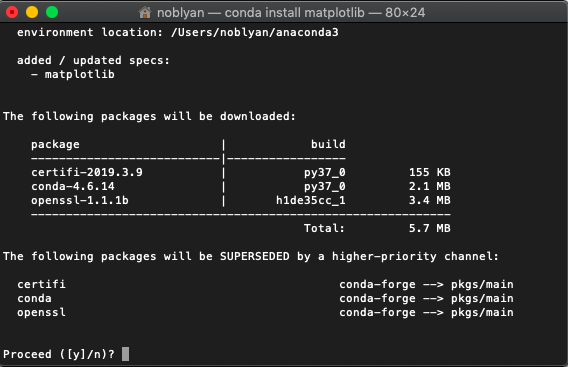 noblyan — conda install matplotlib — 80×24
environment location: /Users/noblyan/anaconda3
added / updated specs:
- matplotlib
The following packages will be downloaded:
package | build
---------------------------|-----------------
certifi-2019.3.9 | py37_0 155 KB
conda-4.6.14 | py37_0 2.1 MB
openssl-1.1.1b | h1de35cc_1 3.4 MB
------------------------------------------------------------
Total: 5.7 MB
The following packages will be SUPERSEDED by a higher-priority channel:
certifi conda-forge --> pkgs/main
conda conda-forge --> pkgs/main
openssl conda-forge --> pkgs/main
Proceed ([y]/n)?